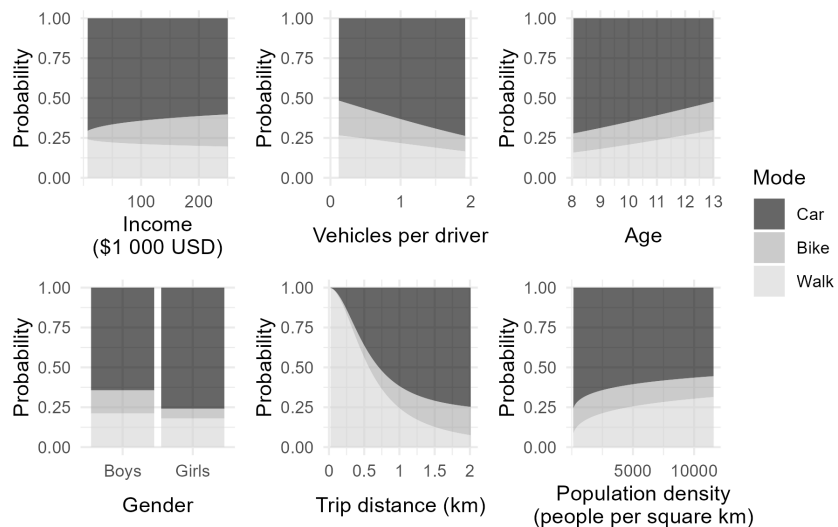 1.00
0.75
0.50
0.25
0.00
Probability
100
200
Income
($1 000 USD)
1.00
0.75
0.50
0.25
0.00
Probability
0
1
2
Vehicles per driver
1.00
0.75
0.50
0.25
0.00
Probability
8 9 10 11 12 13
Age
Mode
Car
Bike
Walk
1.00
0.75
0.50
0.25
0.00
Probability
Boys
Girls
Gender
1.00
0.75
0.50
0.25
0.00
Probability
0 0.5 1 1.5 2
Trip distance (km)
1.00
0.75
0.50
0.25
0.00
Probability
5000
10000
Population density
(people per square km)